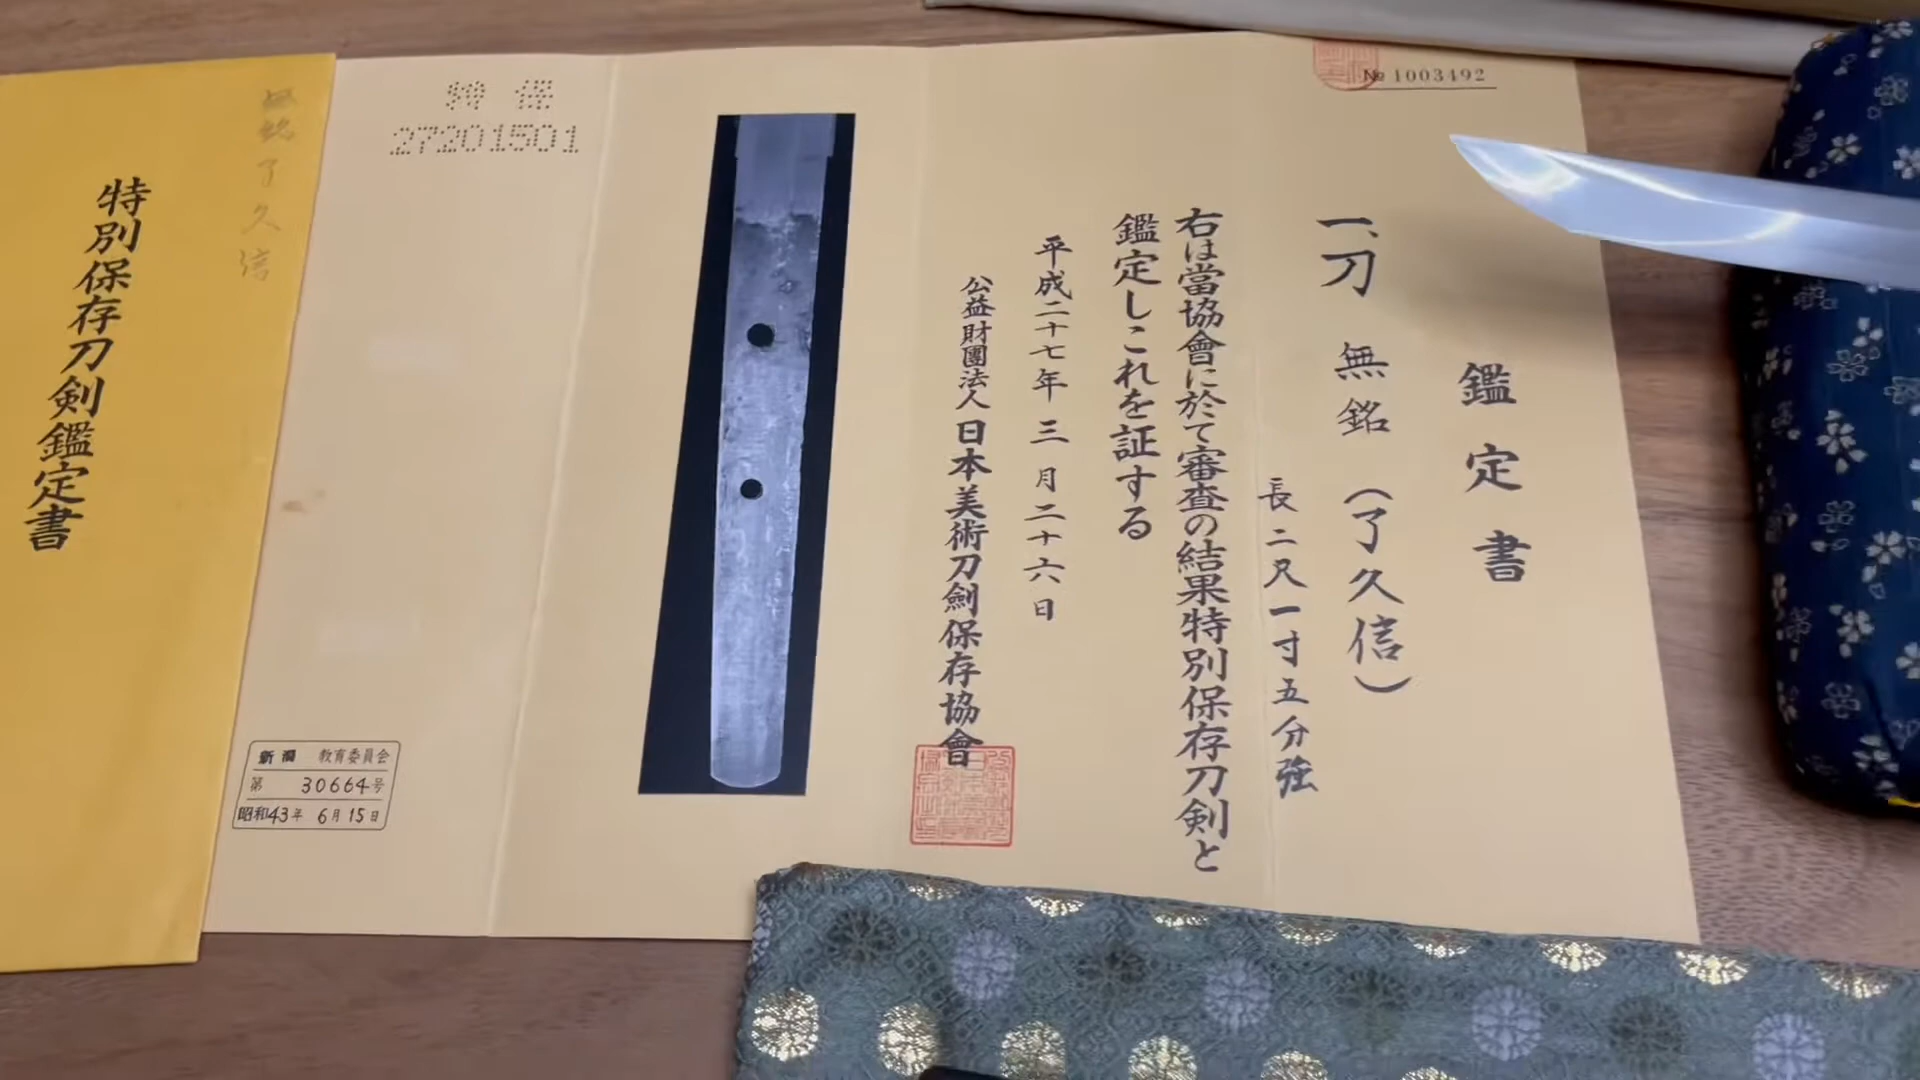 №1003492
鑑定書
一、刀 無銘(了久信)
長二尺一寸五分強
右は當協會に於て審査の結果特別保存刀剣と
鑑定しこれを証する
平成二十七年三月二十六日
公益財團法人日本美術刀劍保存協會
特保
27201501
新潟 教育委員会
第 30664号
昭和43年 6月15日
無銘了久信
特別保存刀剣鑑定書